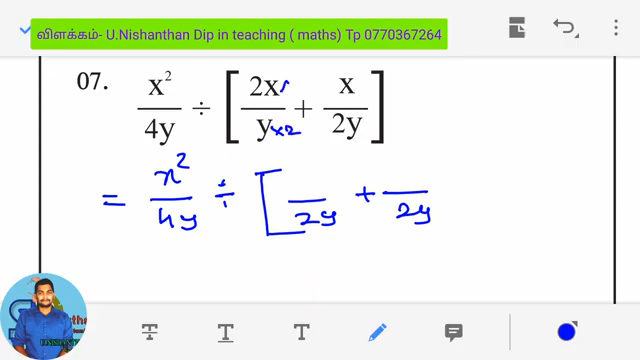 விளக்கம்- U.Nishanthan Dip in teaching ( maths) Tp 0770367264
07. x²/4y ÷ [ 2x/y ×2 + x/2y ]
= x²/4y ÷ [ /2y + /2y
U.NISHANT